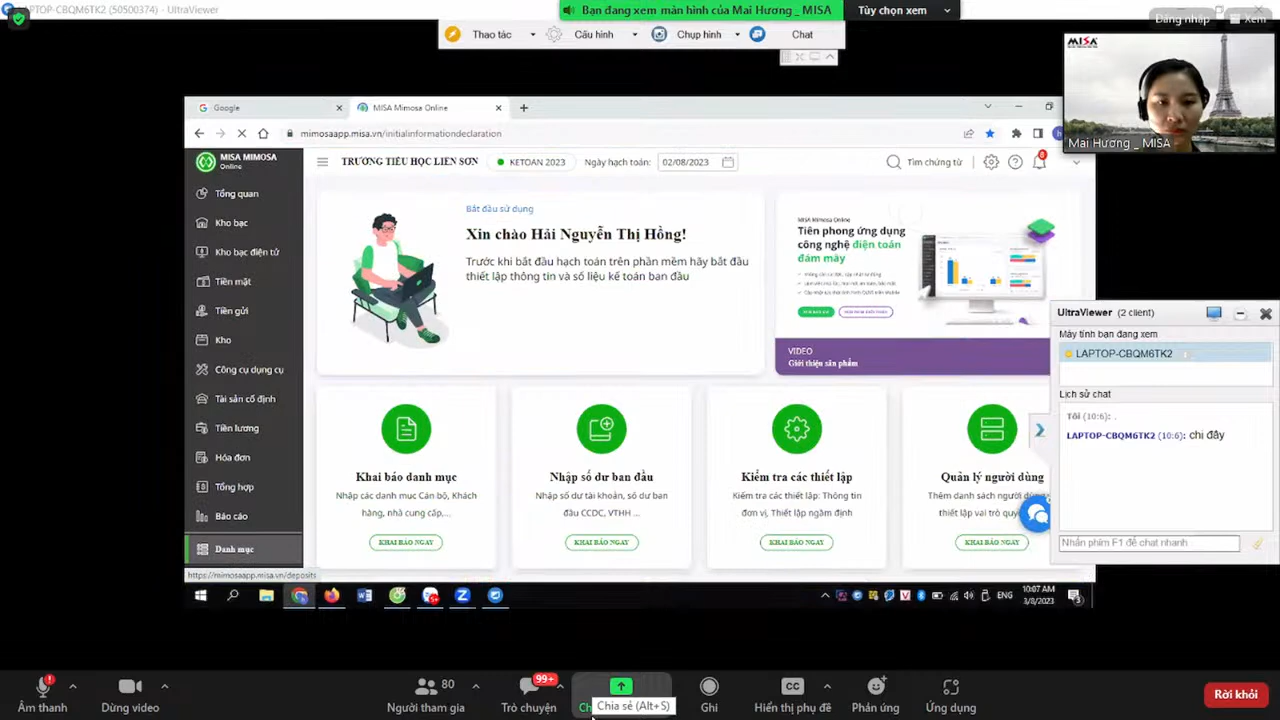 LAPTOP-CBQM6TK2 (50500374) - UltraViewer
Bạn đang xem màn hình của Mai Hương _ MISA
Tùy chọn xem
Đăng nhập
Xem
Thao tác
Cấu hình
Chụp hình
Chat
MISA
Mai Hương _ MISA
Google
MISA Mimosa Online
mimosaapp.misa.vn/initialinformationdeclaration
MISA MIMOSA
Online
TRƯỜNG TIỂU HỌC LIÊN SƠN
KETOAN 2023
Ngày hạch toán:
02/08/2023
Tìm chứng từ
8
Tổng quan
Kho bạc
Kho bạc điện tử
Tiền mặt
Tiền gửi
Kho
Công cụ dụng cụ
Tài sản cố định
Tiền lương
Hóa đơn
Tổng hợp
Báo cáo
Danh mục
Bắt đầu sử dụng
Xin chào Hải Nguyễn Thị Hồng!
Trước khi bắt đầu hạch toán trên phần mềm hãy bắt đầu
thiết lập thông tin và số liệu kế toán ban đầu
MISA Mimosa Online
Tiên phong ứng dụng
công nghệ điện toán
đám mây
VIDEO
Giới thiệu sản phẩm
Khai báo danh mục
Nhập các danh mục Cán bộ, Khách
hàng, nhà cung cấp,...
KHAI BÁO NGAY
Nhập số dư ban đầu
Nhập số dư tài khoản, số dư ban
đầu CCDC, VTHH ...
KHAI BÁO NGAY
Kiểm tra các thiết lập
Kiểm tra các thiết lập: Thông tin
đơn vị, Thiết lập ngầm định
KHAI BÁO NGAY
Quản lý người dùng
Thêm danh sách người dùng
thiết lập vai trò quy
KHAI BÁO NGAY
https://mimosaapp.misa.vn/deposits
UltraViewer (2 client)
Máy tính bạn đang xem
LAPTOP-CBQM6TK2
Lịch sử chat
Tôi (10:6): .
LAPTOP-CBQM6TK2 (10:6): chị đây
Nhấn phím F1 để chat nhanh
ENG
10:07 AM
3/8/2023
Âm thanh
Dừng video
80
Người tham gia
99+
Trò chuyện
Ch
Chia sẻ (Alt+S)
Ghi
CC
Hiển thị phụ đề
Phản ứng
Ứng dụng
Rời khỏi